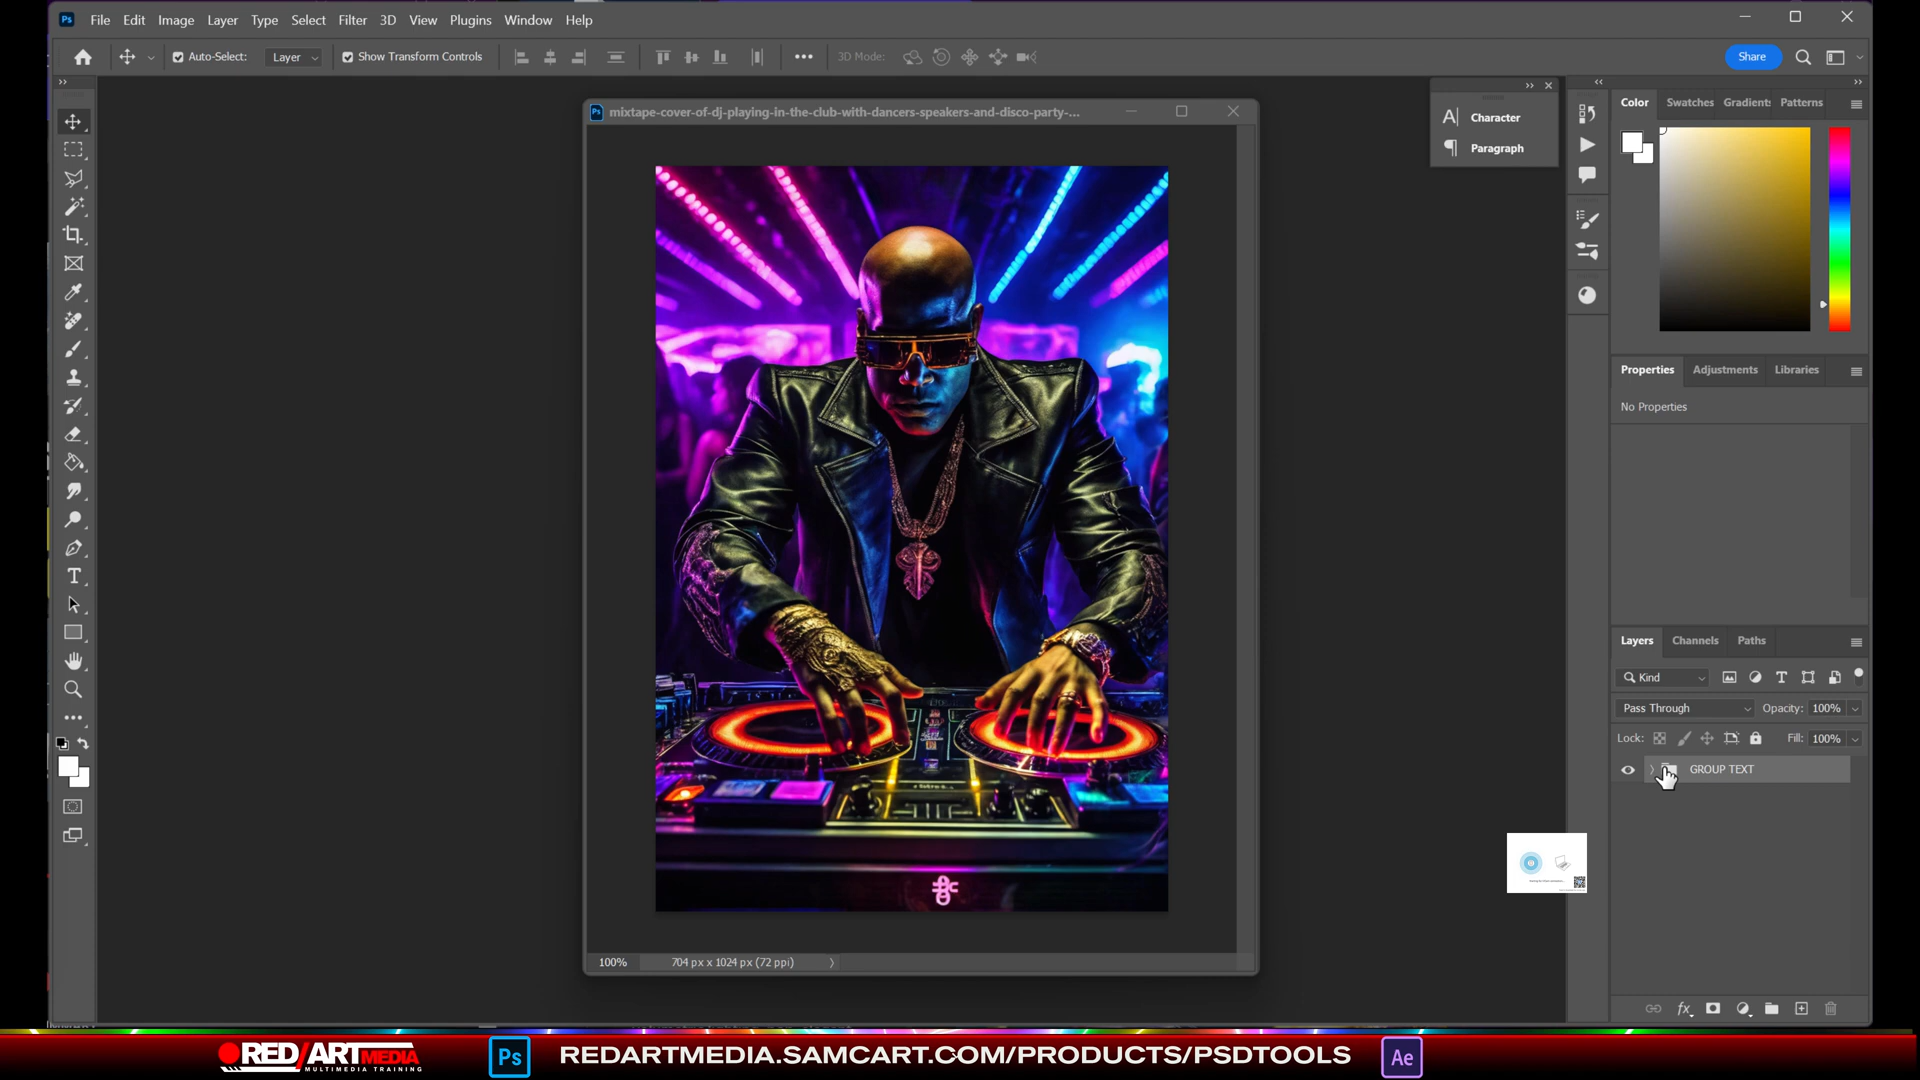 Ps File Edit Image Layer Type Select Filter 3D View Plugins Window Help
Auto-Select: Layer Show Transform Controls ••• 3D Mode: Share
mixtape-cover-of-dj-playing-in-the-club-with-dancers-speakers-and-disco-party-...
Character
Paragraph
Color Swatches Gradients Patterns
Properties Adjustments Libraries
No Properties
Layers Channels Paths
Kind
Pass Through Opacity: 100%
Lock: Fill: 100%
GROUP TEXT
100% 704 px x 1024 px (72 ppi)
RED/ARTMEDIA
MULTIMEDIA TRAINING
Ps
REDARTMEDIA.SAMCART.COM/PRODUCTS/PSDTOOLS
Ae